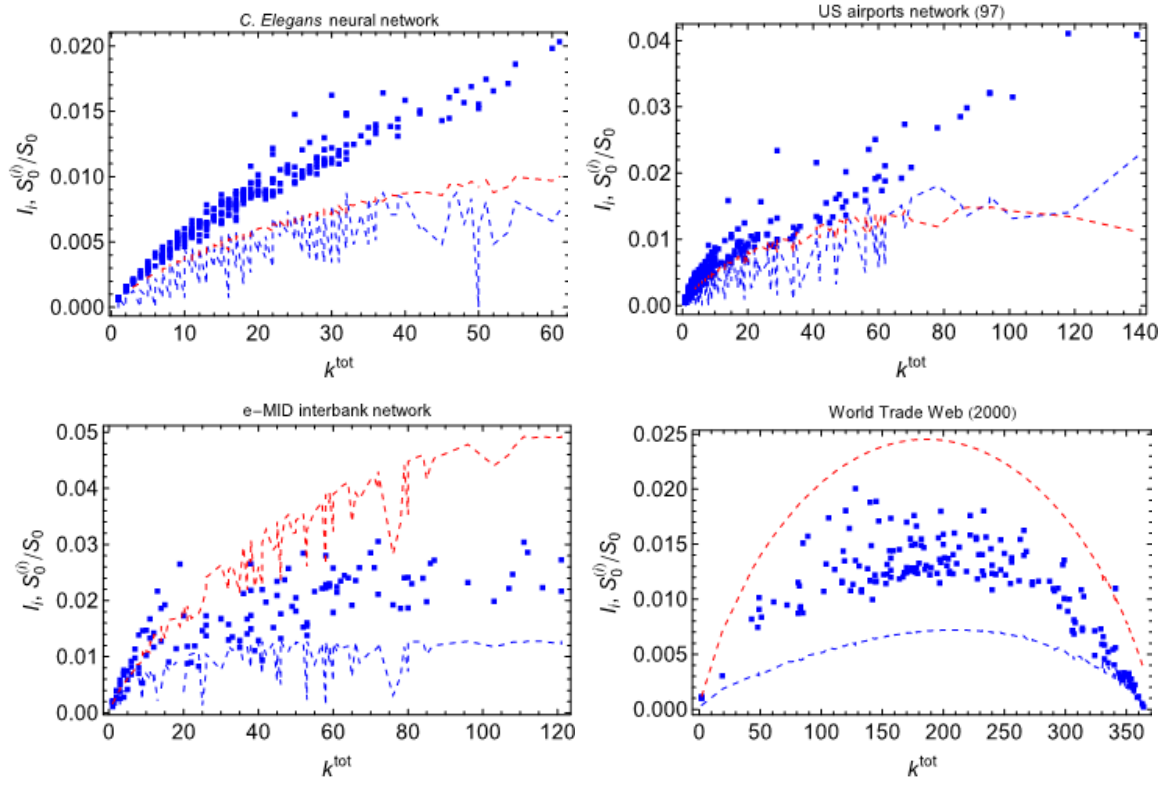 C. Elegans neural network
I_i, S_0^(i)/S_0
0.020
0.015
0.010
0.005
0.000
0 10 20 30 40 50 60
k^tot
US airports network (97)
I_i, S_0^(i)/S_0
0.04
0.03
0.02
0.01
0.00
0 20 40 60 80 100 120 140
k^tot
e−MID interbank network
I_i, S_0^(i)/S_0
0.05
0.04
0.03
0.02
0.01
0.00
0 20 40 60 80 100 120
k^tot
World Trade Web (2000)
I_i, S_0^(i)/S_0
0.025
0.020
0.015
0.010
0.005
0.000
0 50 100 150 200 250 300 350
k^tot